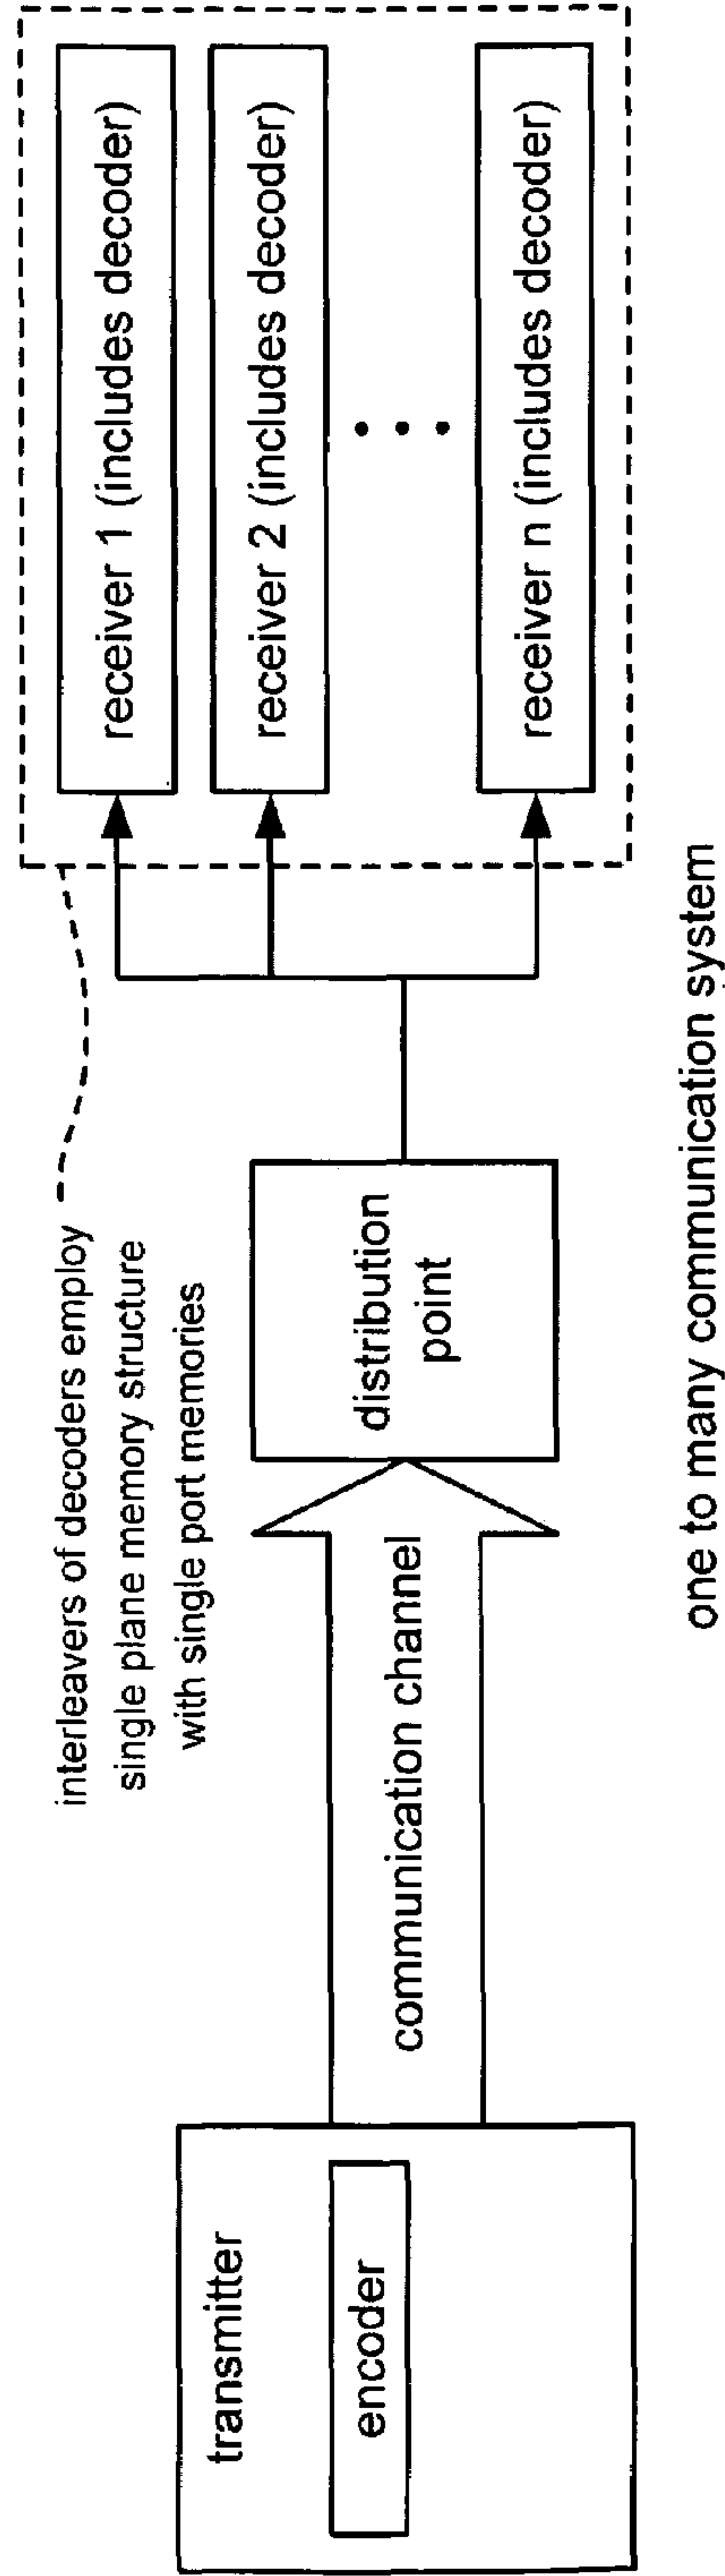 transmitter
encoder
communication channel
interleavers of decoders employ
single plane memory structure
with single port memories
distribution
point
receiver 1 (includes decoder)
receiver 2 (includes decoder)
receiver n (includes decoder)
one to many communication system